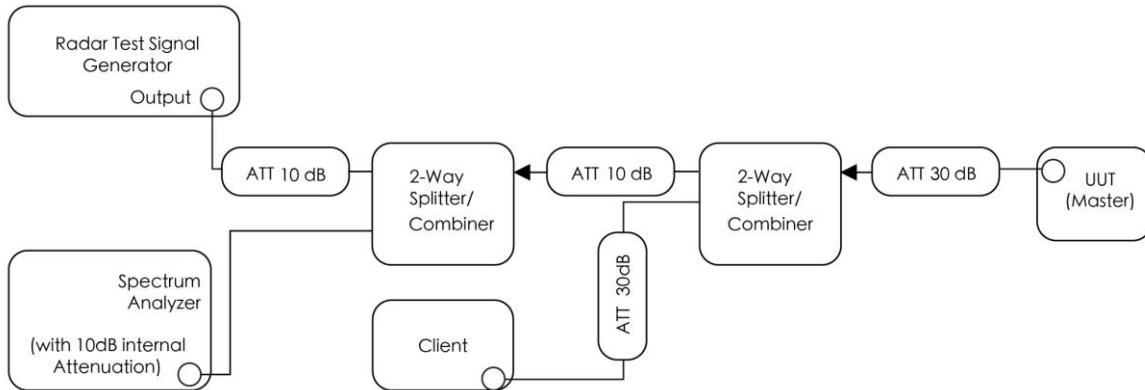 Radar Test Signal
Generator
Output
ATT 10 dB
2-Way
Splitter/
Combiner
ATT 10 dB
2-Way
Splitter/
Combiner
ATT 30 dB
UUT
(Master)
Spectrum
Analyzer
(with 10dB internal
Attenuation)
Client
ATT 30dB